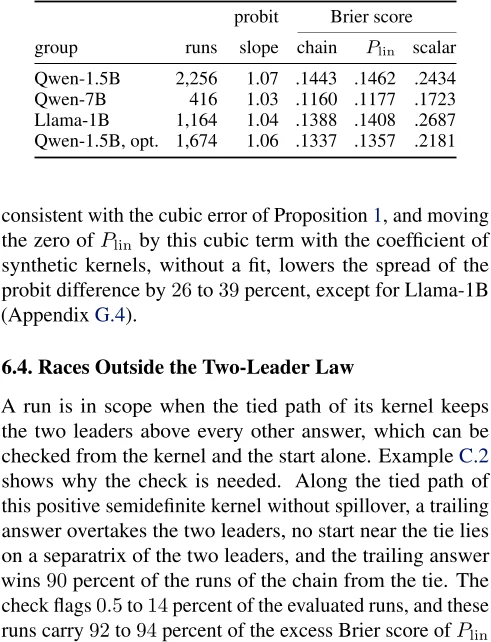 probit Brier score
group runs slope chain P_lin scalar
Qwen-1.5B 2,256 1.07 .1443 .1462 .2434
Qwen-7B 416 1.03 .1160 .1177 .1723
Llama-1B 1,164 1.04 .1388 .1408 .2687
Qwen-1.5B, opt. 1,674 1.06 .1337 .1357 .2181
consistent with the cubic error of Proposition 1, and moving
the zero of P_lin by this cubic term with the coefficient of
synthetic kernels, without a fit, lowers the spread of the
probit difference by 26 to 39 percent, except for Llama-1B
(Appendix G.4).
6.4. Races Outside the Two-Leader Law
A run is in scope when the tied path of its kernel keeps
the two leaders above every other answer, which can be
checked from the kernel and the start alone. Example C.2
shows why the check is needed. Along the tied path of
this positive semidefinite kernel without spillover, a trailing
answer overtakes the two leaders, no start near the tie lies
on a separatrix of the two leaders, and the trailing answer
wins 90 percent of the runs of the chain from the tie. The
check flags 0.5 to 14 percent of the evaluated runs, and these
runs carry 92 to 94 percent of the excess Brier score of P_lin